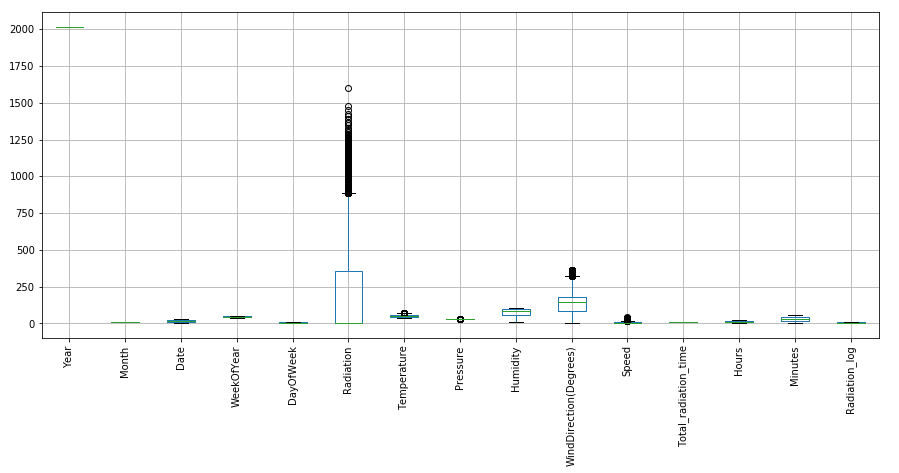 2000
1750
1500
1250
1000
750
500
250
0
Year
Month
Date
WeekOfYear
DayOfWeek
Radiation
Temperature
Pressure
Humidity
WindDirection(Degrees)
Speed
Total_radiation_time
Hours
Minutes
Radiation_log